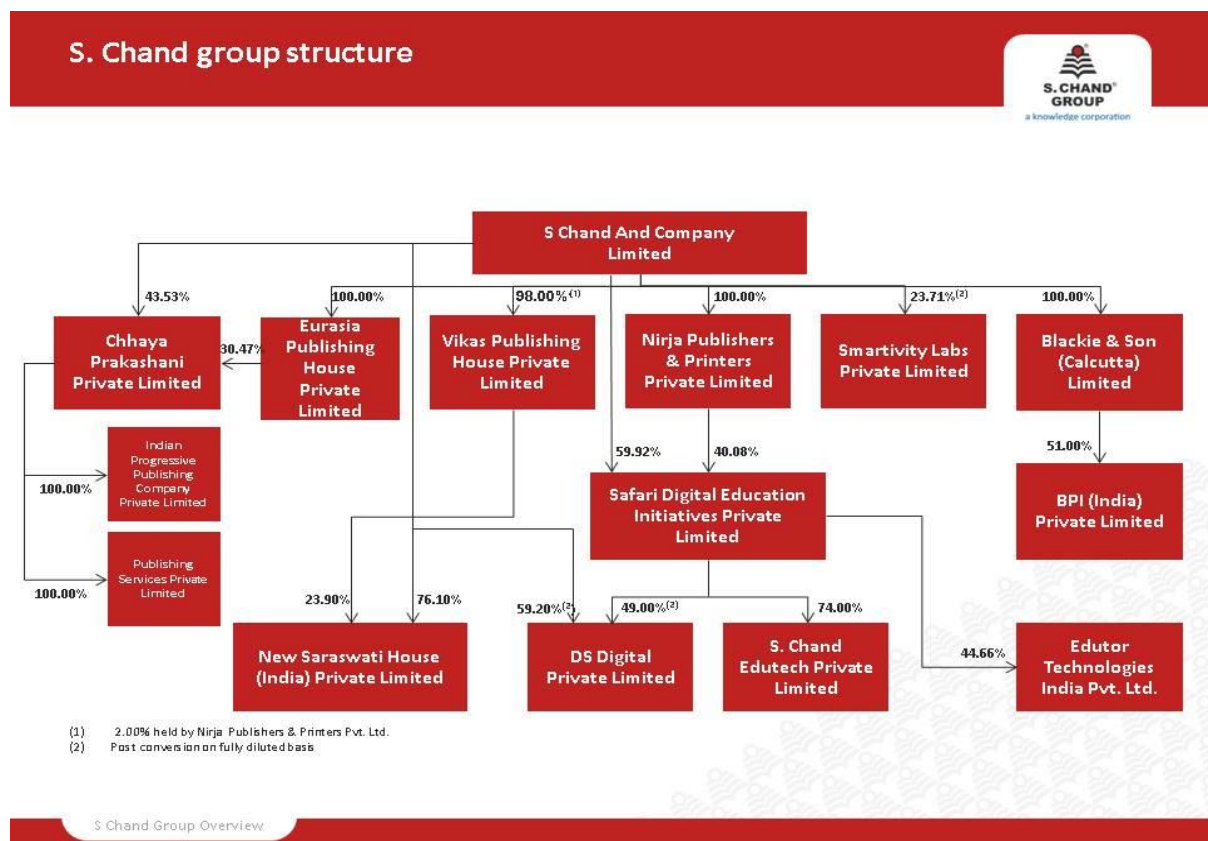 S. Chand group structure
S. CHAND®
GROUP
a knowledge corporation
S Chand And Company
Limited
43.53%
100.00%
98.00%(1)
100.00%
23.71%(2)
100.00%
Chhaya
Prakashani
Private Limited
30.47%
Eurasia
Publishing
House
Private
Limited
Vikas Publishing
House Private
Limited
Nirja Publishers
& Printers
Private Limited
Smartivity Labs
Private Limited
Blackie & Son
(Calcutta)
Limited
Indian
Progressive
Publishing
Company
Private Limited
100.00%
59.92%
40.08%
51.00%
Safari Digital Education
Initiatives Private
Limited
BPI (India)
Private Limited
Publishing
Services Private
Limited
100.00%
23.90%
76.10%
59.20%(2)
49.00%(2)
74.00%
44.66%
New Saraswati House
(India) Private Limited
DS Digital
Private Limited
S. Chand
Edutech Private
Limited
Edutor
Technologies
India Pvt. Ltd.
(1) 2.00% held by Nirja Publishers & Printers Pvt. Ltd.
(2) Post conversion on fully diluted basis
S Chand Group Overview